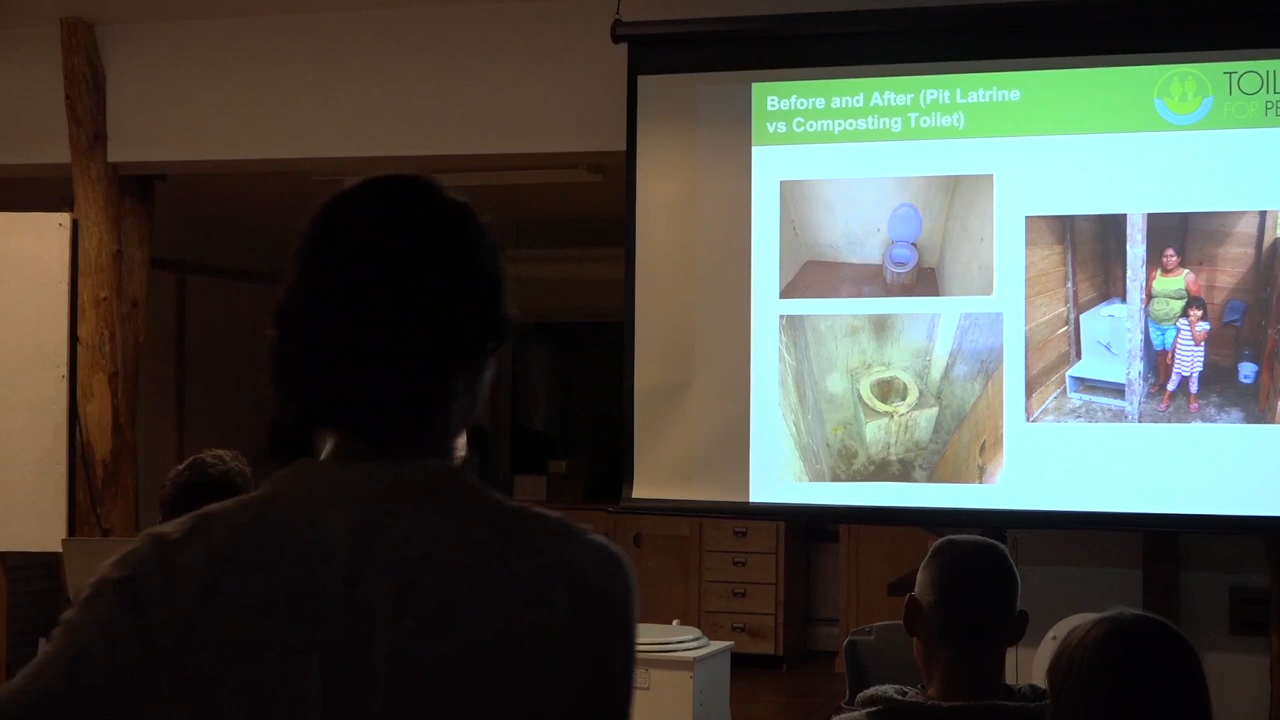 Before and After (Pit Latrine
vs Composting Toilet)
TOIL
FOR PE